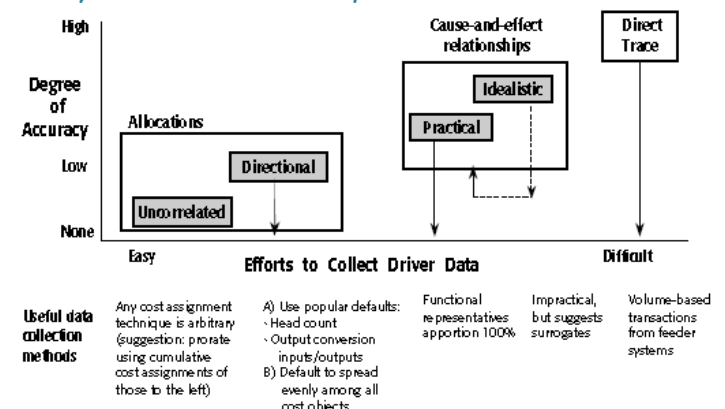 High
Degree
of
Accuracy
Low
None
Allocations
Directional
Uncorrelated
Cause-and-effect
relationships
Idealistic
Practical
Direct
Trace
Easy
Efforts to Collect Driver Data
Difficult
Useful data
collection
methods
Any cost assignment
technique is arbitrary
(suggestion: prorate
using cumulative
cost assignments of
those to the left)
A) Use popular defaults:
- Head count
- Output conversion
inputs/outputs
B) Default to spread
evenly among all
cost objects
Functional
representatives
apportion 100%
Impractical,
but suggests
surrogates
Volume-based
transactions
from feeder
systems